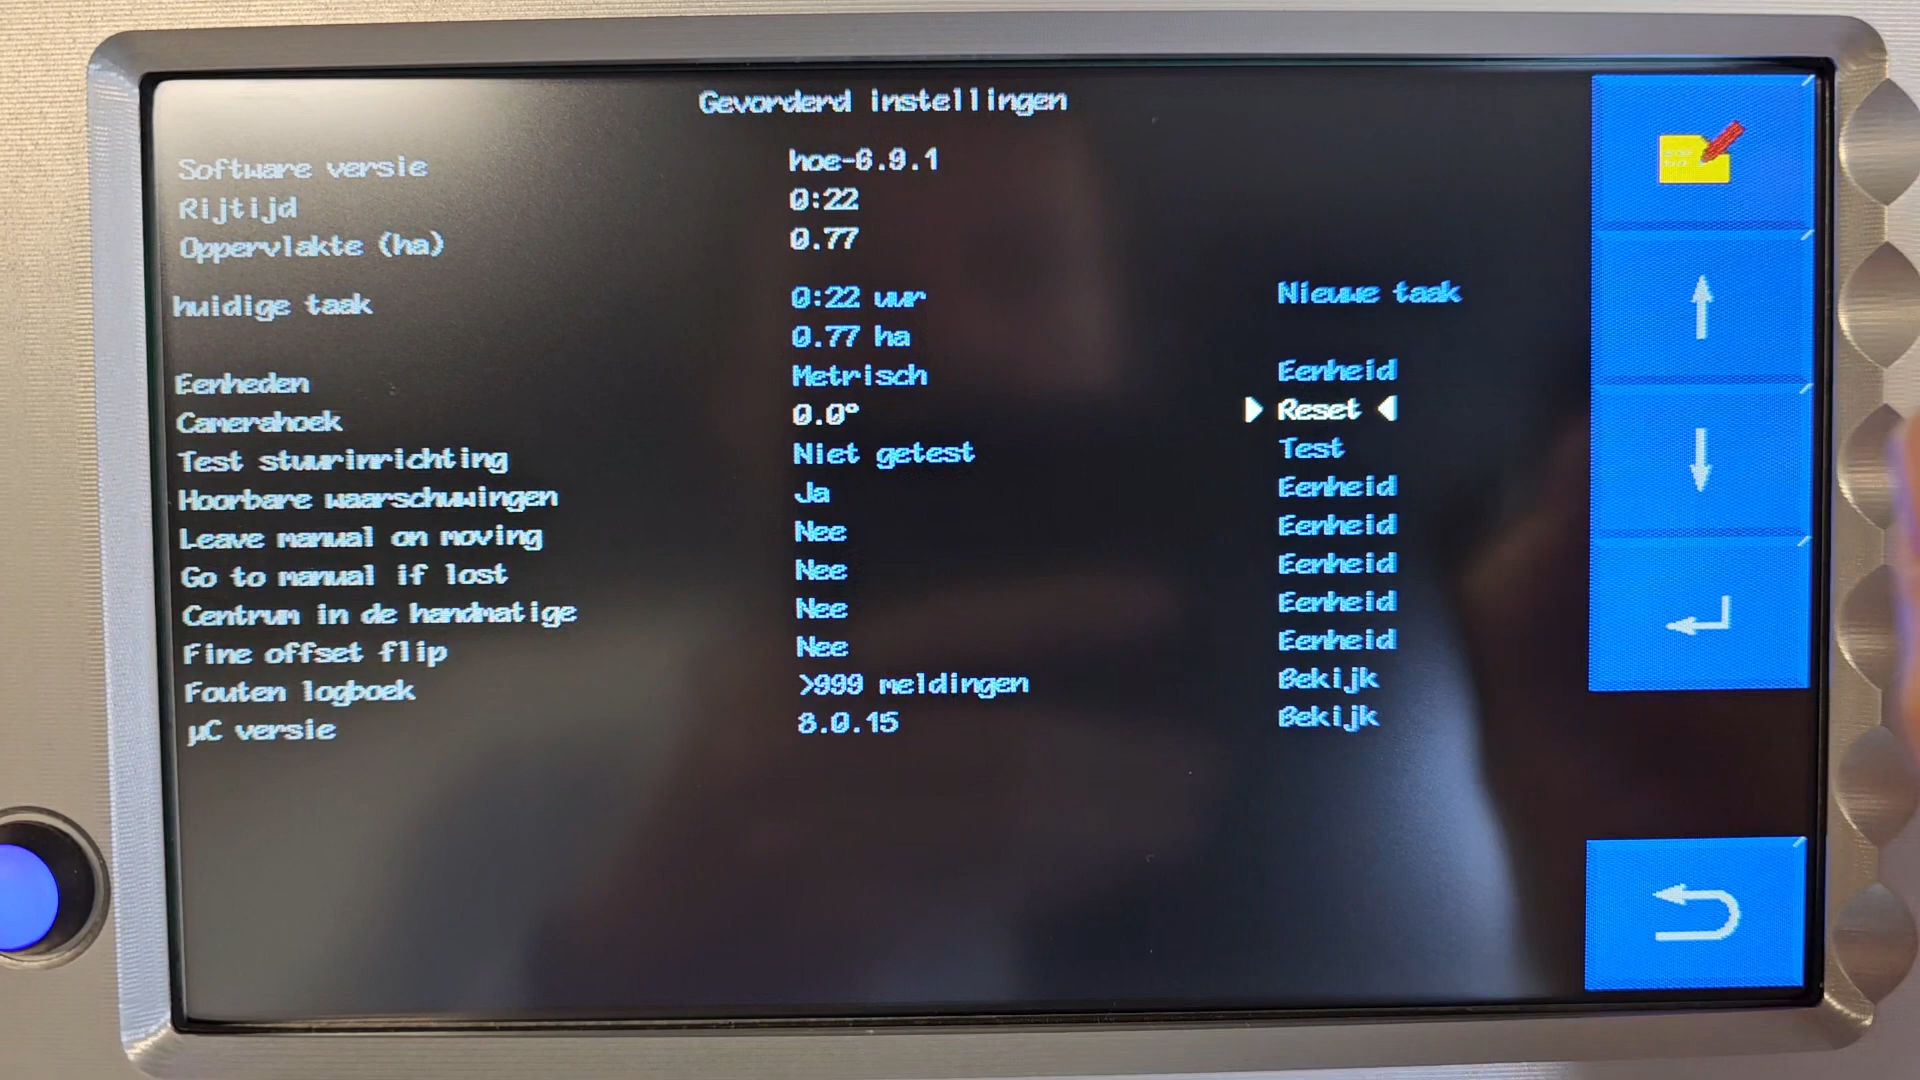 Gevorderd instellingen
Software versie hoe-6.9.1
Rijtijd 0:22
Oppervlakte (ha) 0.77
huidige taak 0:22 uur Nieuwe taak
0.77 ha
Eenheden Metrisch Eenheid
Camerahoek 0.0° Reset
Test stuurinrichting Niet getest Test
Hoorbare waarschuwingen Ja Eenheid
Leave manual on moving Nee Eenheid
Go to manual if lost Nee Eenheid
Centrum in de handmatige Nee Eenheid
Fine offset flip Nee Eenheid
Fouten logboek >999 meldingen Bekijk
µC versie 8.0.15 Bekijk